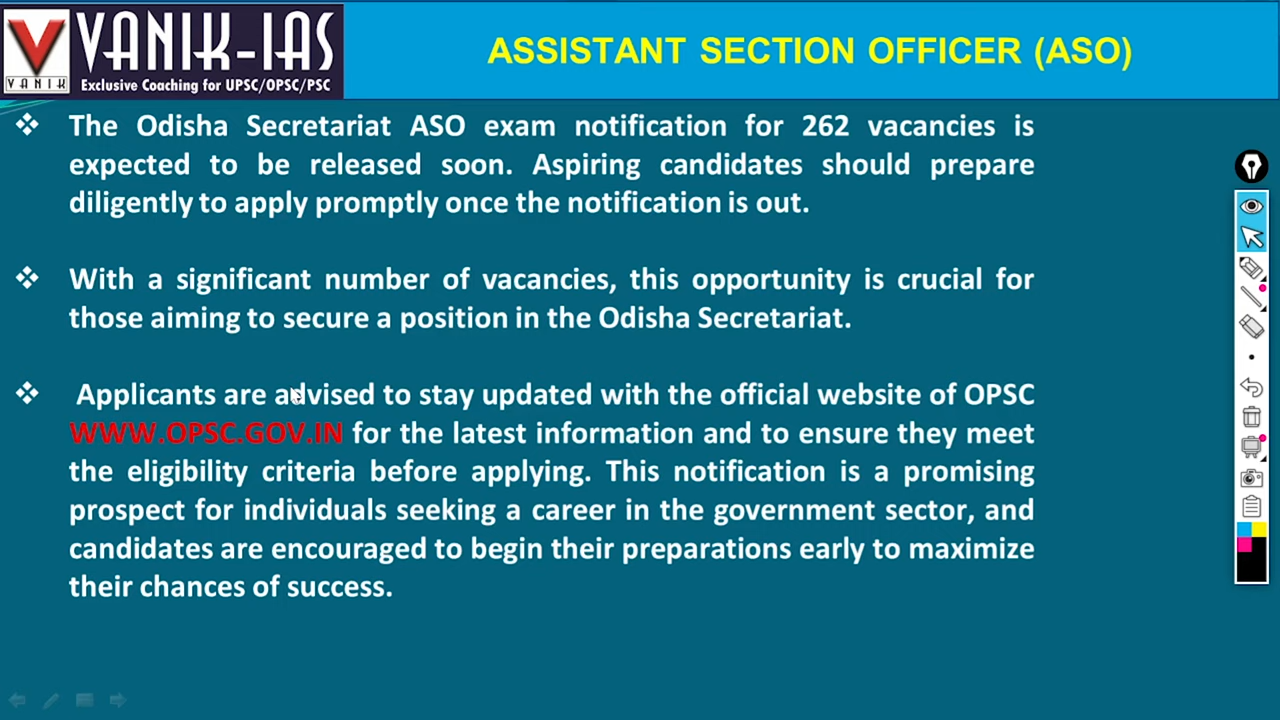 VANIK-IAS
VANIK
Exclusive Coaching for UPSC/OPSC/PSC
ASSISTANT SECTION OFFICER (ASO)
The Odisha Secretariat ASO exam notification for 262 vacancies is
expected to be released soon. Aspiring candidates should prepare
diligently to apply promptly once the notification is out.
With a significant number of vacancies, this opportunity is crucial for
those aiming to secure a position in the Odisha Secretariat.
Applicants are advised to stay updated with the official website of OPSC
WWW.OPSC.GOV.IN for the latest information and to ensure they meet
the eligibility criteria before applying. This notification is a promising
prospect for individuals seeking a career in the government sector, and
candidates are encouraged to begin their preparations early to maximize
their chances of success.